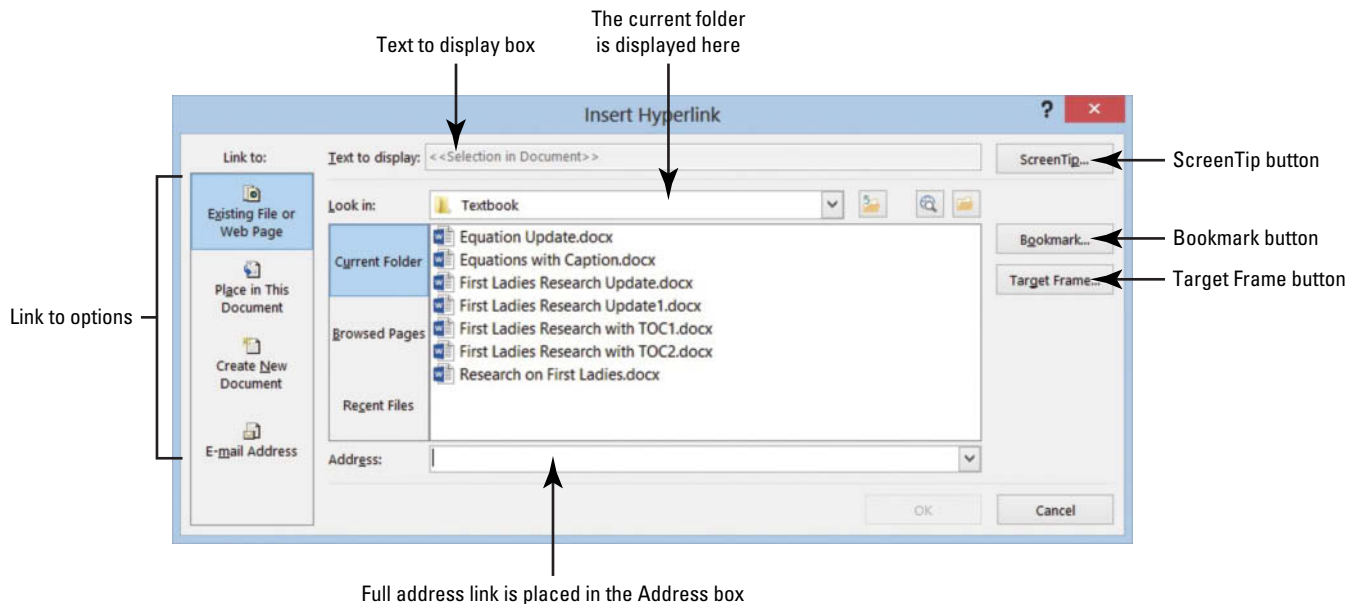 The current folder
is displayed here
Text to display box
Insert Hyperlink
?
Link to:
Text to display: <<Selection in Document>>
ScreenTip...
ScreenTip button
Existing File or
Web Page
Look in: Textbook
Current Folder
Equation Update.docx
Equations with Caption.docx
First Ladies Research Update.docx
First Ladies Research Update1.docx
First Ladies Research with TOC1.docx
First Ladies Research with TOC2.docx
Research on First Ladies.docx
Bookmark...
Bookmark button
Target Frame...
Target Frame button
Link to options
Place in This
Document
Browsed Pages
Create New
Document
Recent Files
E-mail Address
Address:
OK
Cancel
Full address link is placed in the Address box